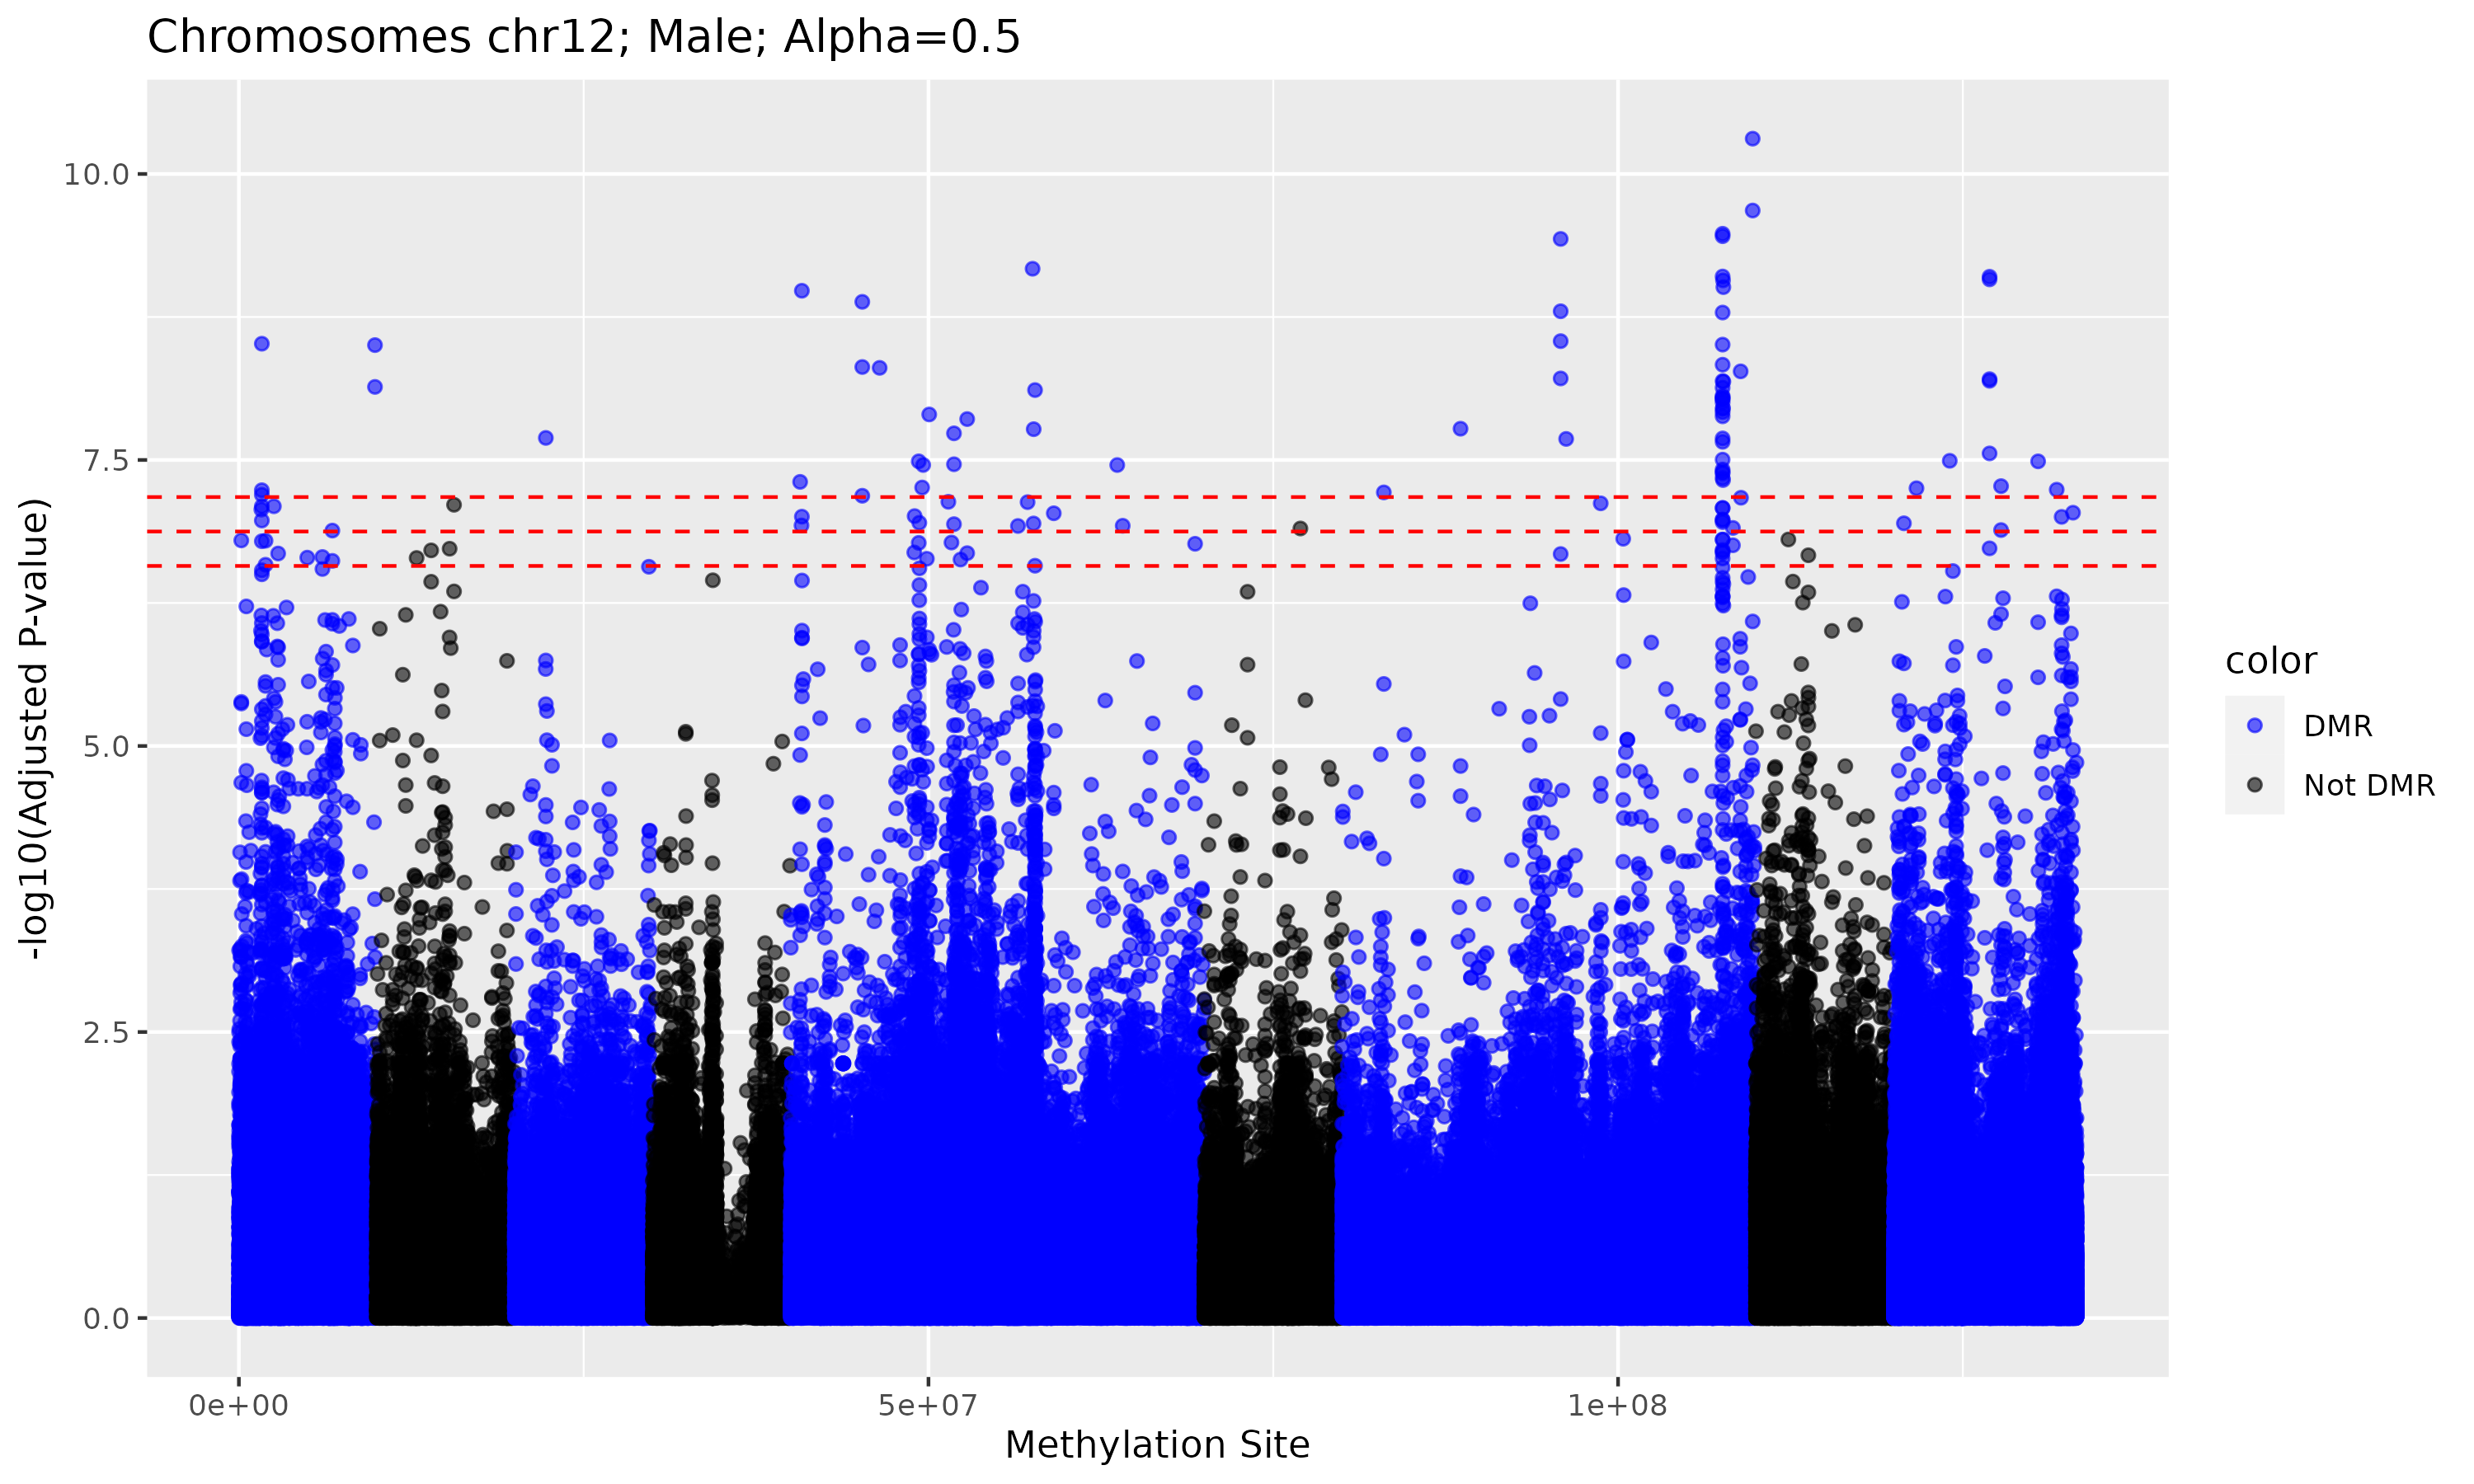 Chromosomes chr12; Male; Alpha=0.5
10.0
7.5
5.0
2.5
0.0
-log10(Adjusted P-value)
0e+00
5e+07
1e+08
Methylation Site
color
DMR
Not DMR